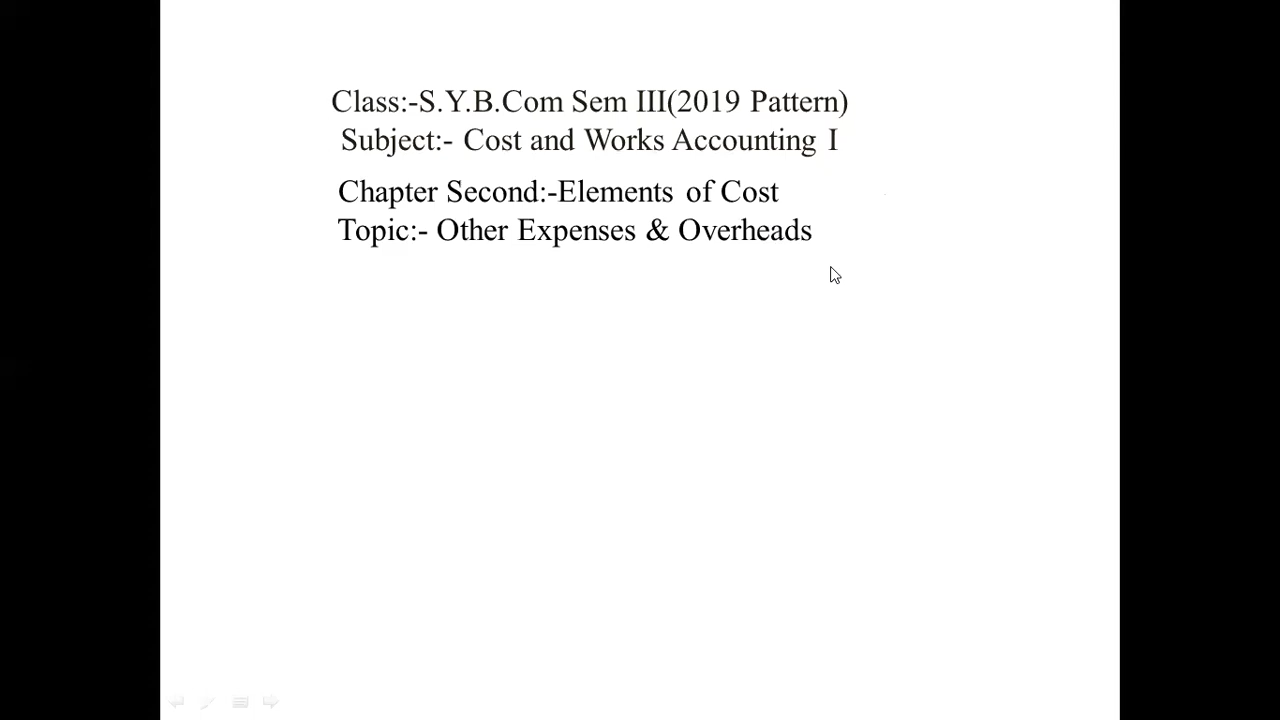 Class:-S.Y.B.Com Sem III(2019 Pattern)
Subject:- Cost and Works Accounting I
Chapter Second:-Elements of Cost
Topic:- Other Expenses & Overheads